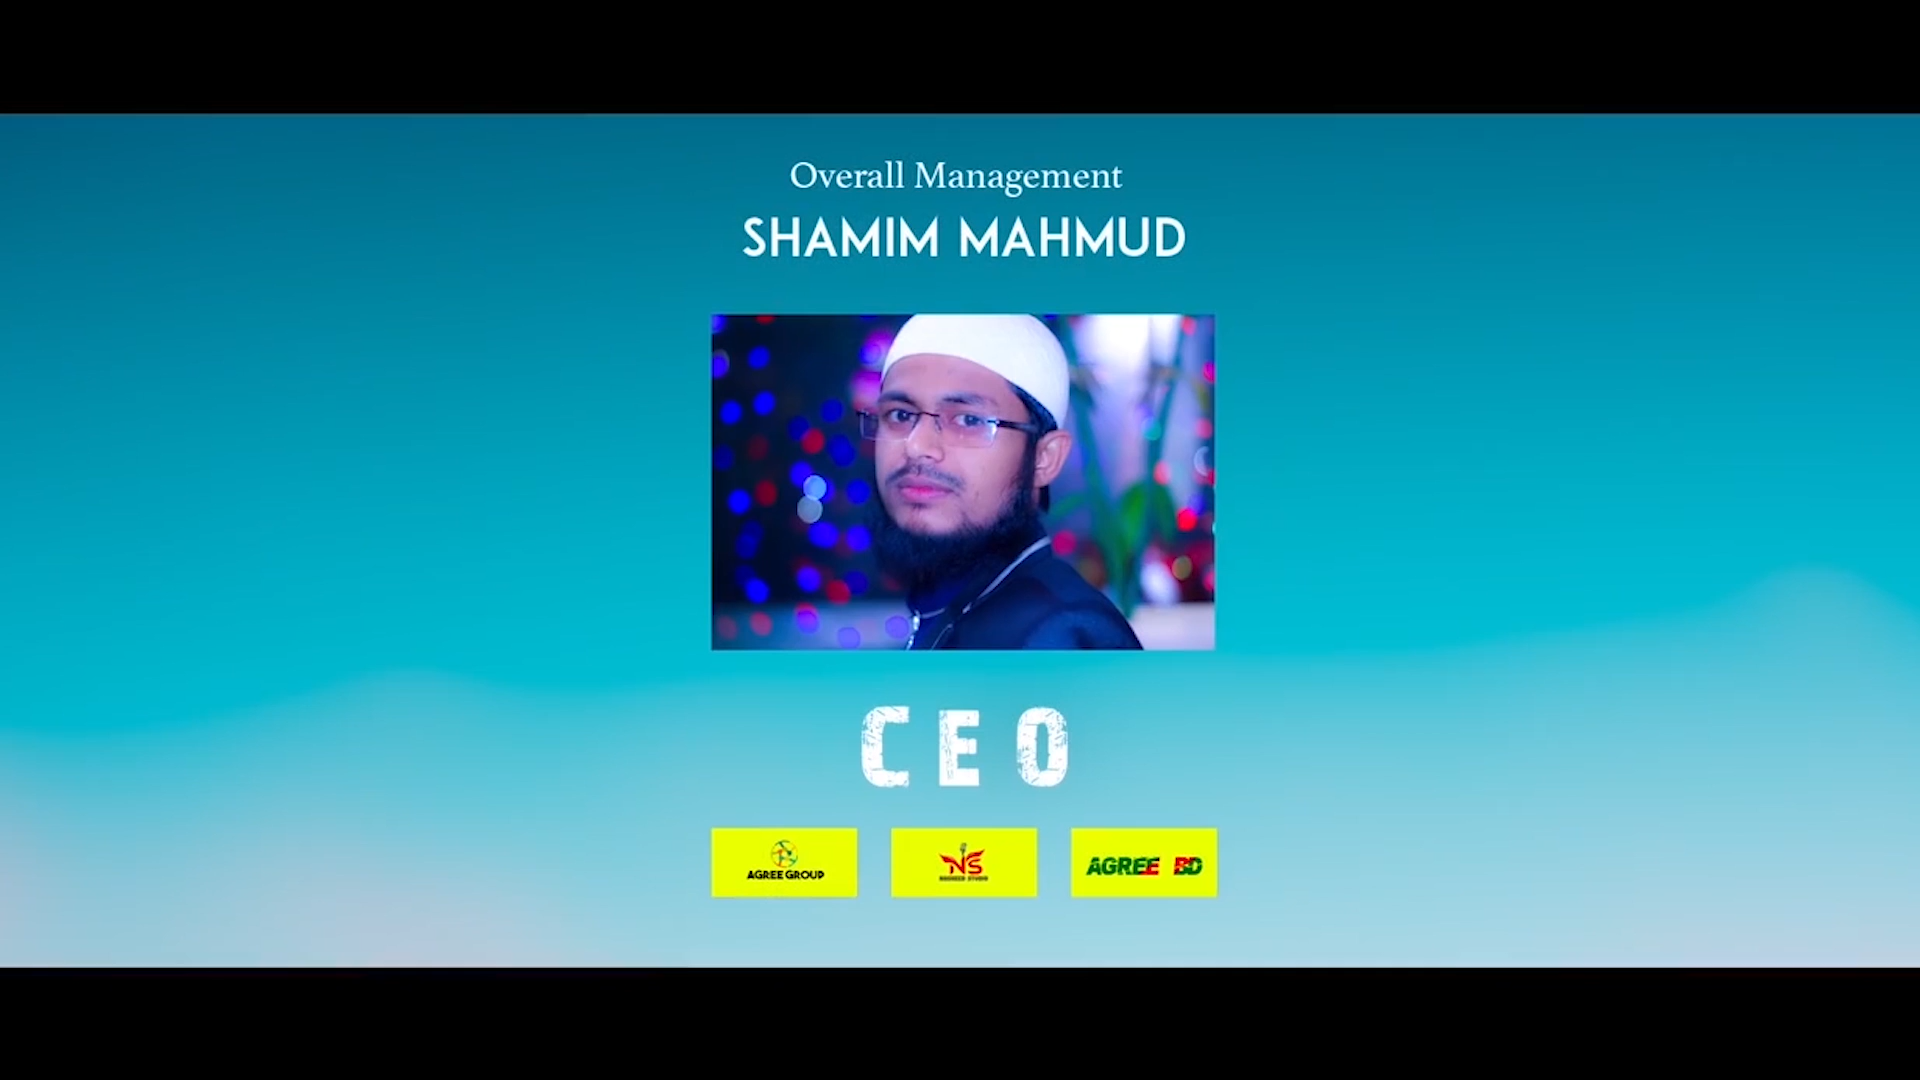 Overall Management
SHAMIM MAHMUD
CEO
AGREE GROUP
NS
AGREE BD